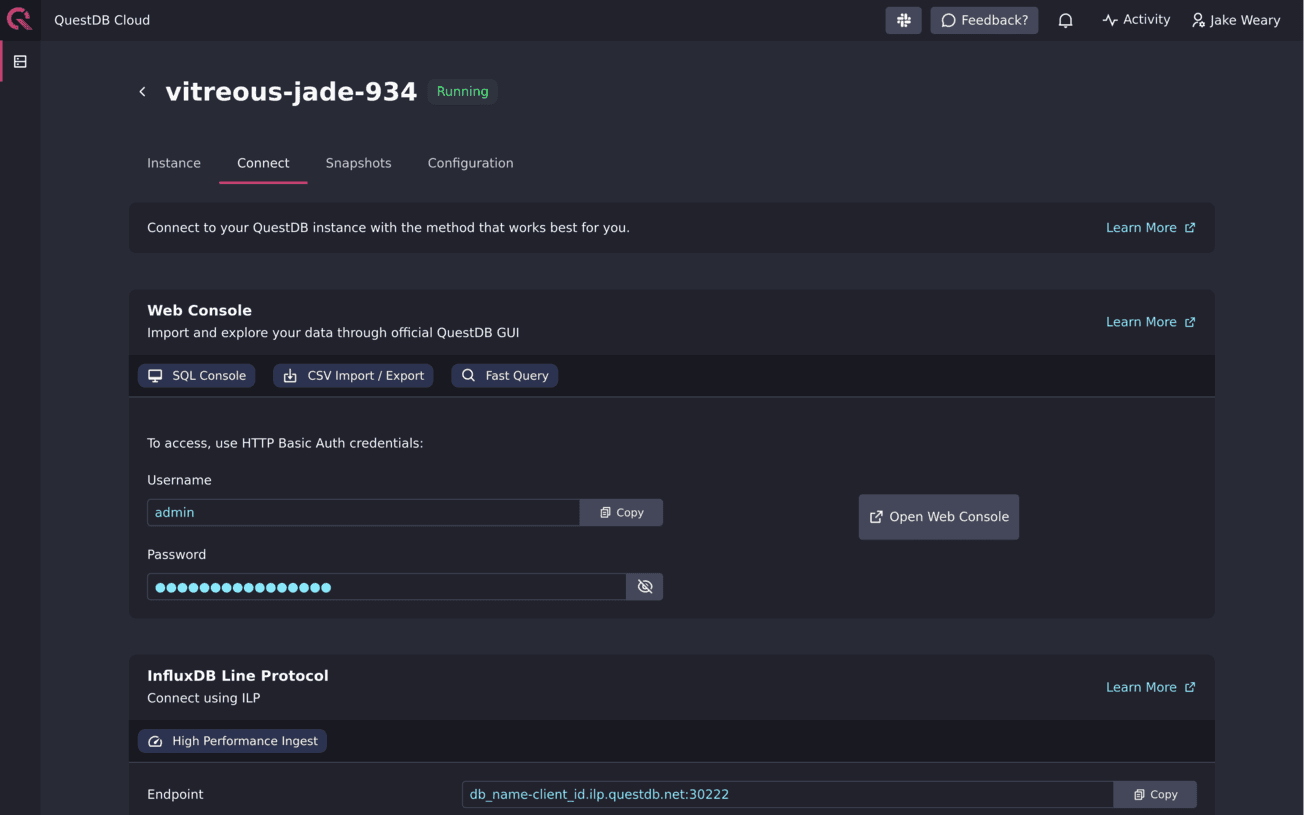 QuestDB Cloud
Feedback?
Activity
Jake Weary
vitreous-jade-934 Running
Instance Connect Snapshots Configuration
Connect to your QuestDB instance with the method that works best for you. Learn More
Web Console
Import and explore your data through official QuestDB GUI
Learn More
SQL Console CSV Import / Export Fast Query
To access, use HTTP Basic Auth credentials:
Username
admin Copy
Open Web Console
Password
InfluxDB Line Protocol
Connect using ILP
Learn More
High Performance Ingest
Endpoint db_name-client_id.ilp.questdb.net:30222 Copy